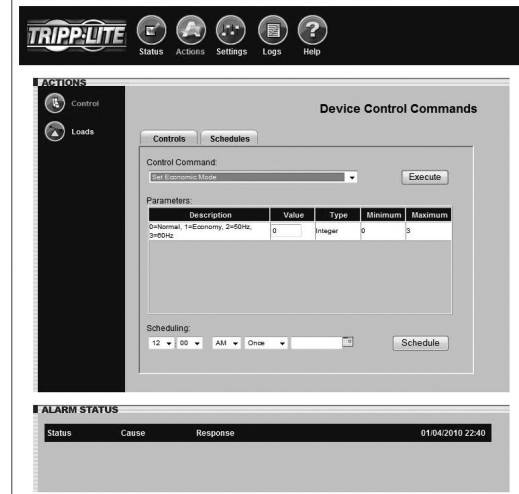 TRIPP·LITE
Status Actions Settings Logs Help
ACTIONS
Control
Loads
Device Control Commands
Controls Schedules
Control Command:
Set Economic Mode
Execute
Parameters:
Description Value Type Minimum Maximum
0=Normal, 1=Economy, 2=50Hz, 0 Integer 0 3
3=60Hz
Scheduling:
12 00 AM Once Schedule
ALARM STATUS
Status Cause Response 01/04/2010 22:40